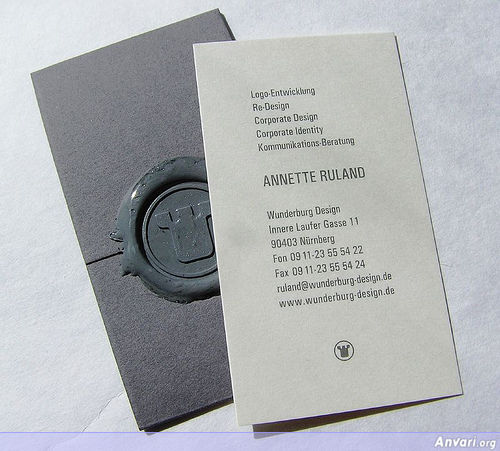 Logo-Entwicklung
Re-Design
Corporate Design
Corporate Identity
Kommunikations-Beratung
ANNETTE RULAND
Wunderburg Design
Innere Laufer Gasse 11
90403 Nürnberg
Fon 09 11-23 55 54 22
Fax 09 11-23 55 54 24
ruland@wunderburg-design.de
www.wunderburg-design.de
Anvari.org